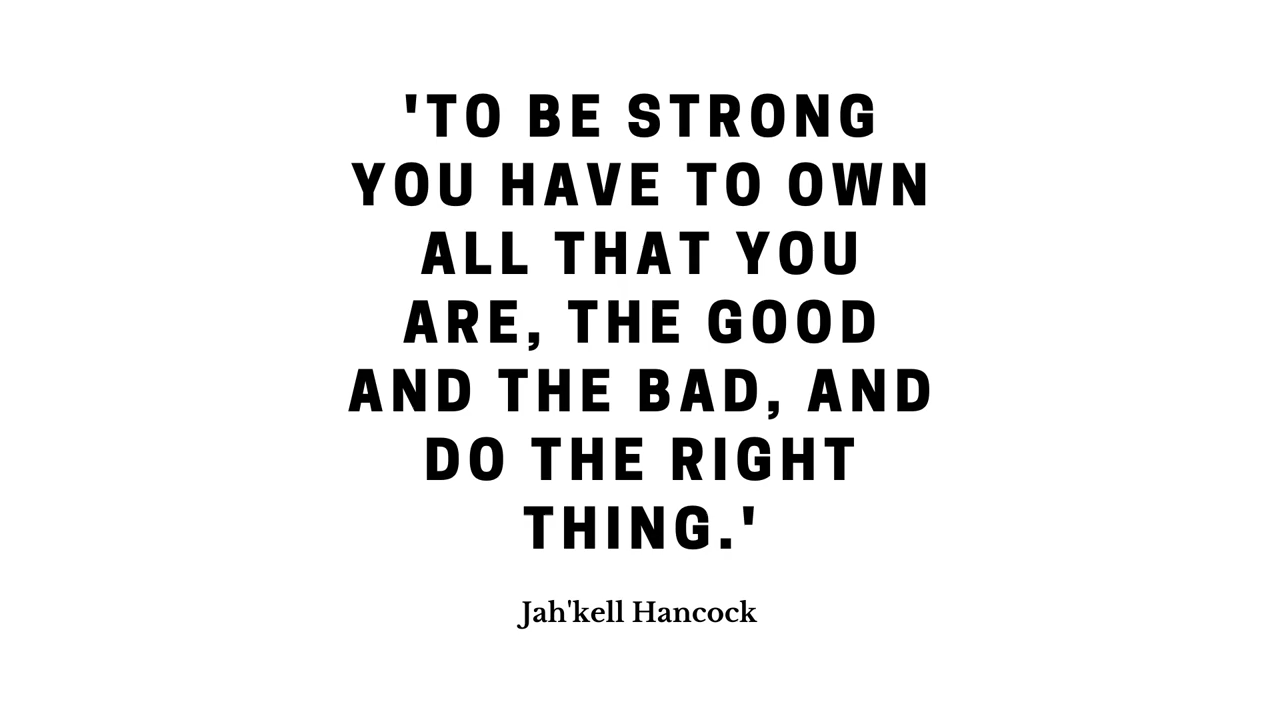 'TO BE STRONG
YOU HAVE TO OWN
ALL THAT YOU
ARE, THE GOOD
AND THE BAD, AND
DO THE RIGHT
THING.'
Jah'kell Hancock